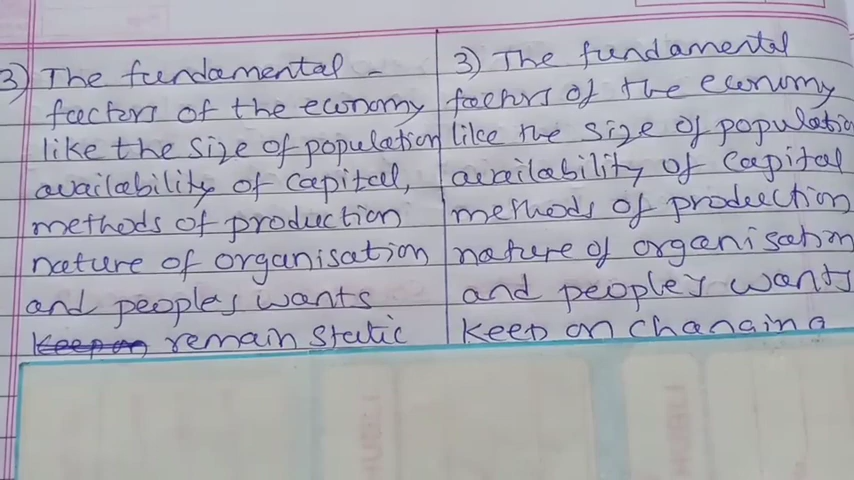 3) The fundamental -
factors of the economy
like the size of population
availability of capital,
methods of production
nature of organisation
and peoples wants
keep on remain static
3) The fundamental
factors of the economy
like the size of population
availability of capital
methods of production
nature of organisation
and people's wants
keep on changing